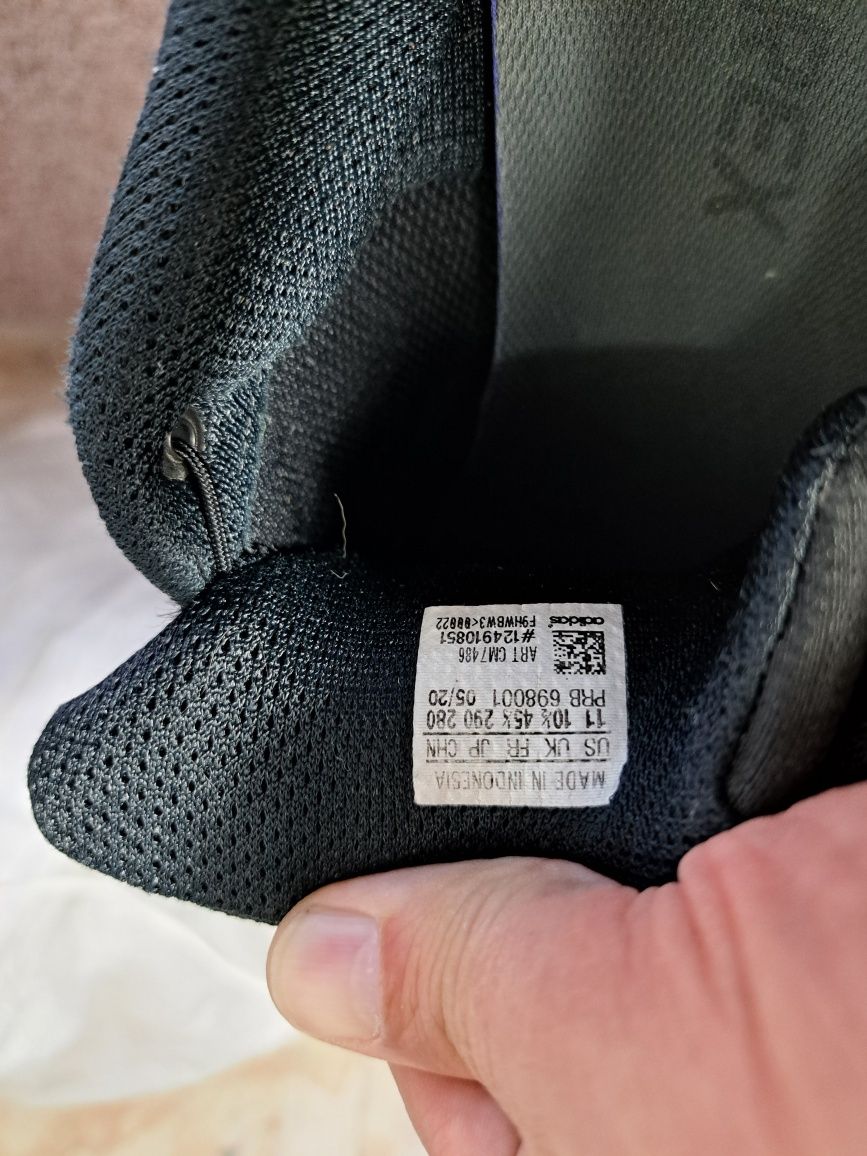 MADE IN INDONESIA
US UK FR JP CHN
11 10½ 45⅓ 290 280
PRB 698001 05/20
ART CM7486
#124910851
F9HWBW3<00022
adidas